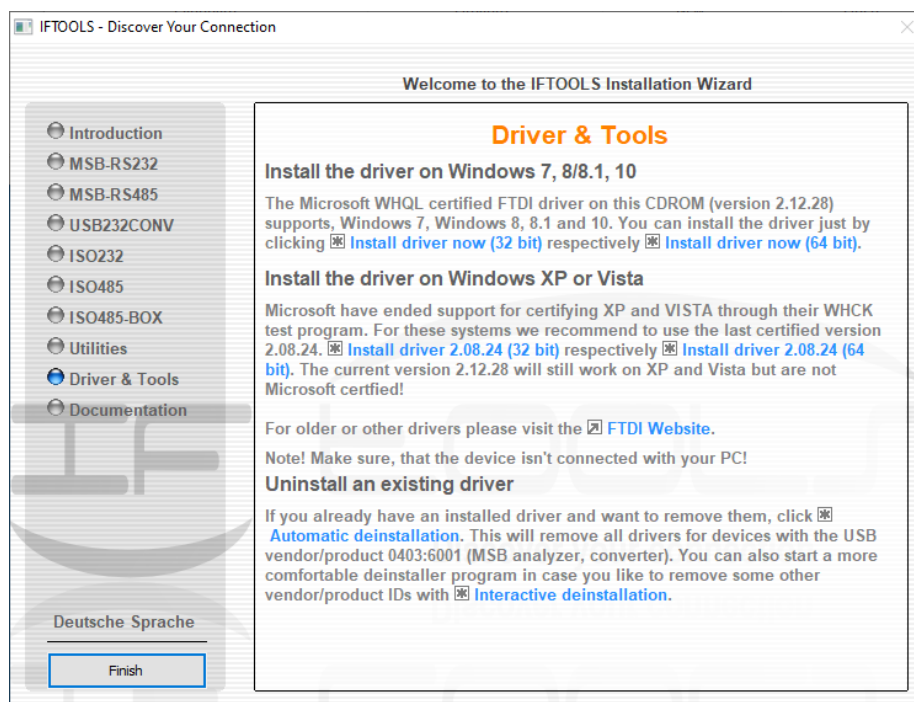 IFTOOLS - Discover Your Connection
Welcome to the IFTOOLS Installation Wizard
Introduction
MSB-RS232
MSB-RS485
USB232CONV
ISO232
ISO485
ISO485-BOX
Utilities
Driver & Tools
Documentation
Deutsche Sprache
Finish
Driver & Tools
Install the driver on Windows 7, 8/8.1, 10
The Microsoft WHQL certified FTDI driver on this CDROM (version 2.12.28)
supports, Windows 7, Windows 8, 8.1 and 10. You can install the driver just by
clicking Install driver now (32 bit) respectively Install driver now (64 bit).
Install the driver on Windows XP or Vista
Microsoft have ended support for certifying XP and VISTA through their WHCK
test program. For these systems we recommend to use the last certified version
2.08.24. Install driver 2.08.24 (32 bit) respectively Install driver 2.08.24 (64
bit). The current version 2.12.28 will still work on XP and Vista but are not
Microsoft certfied!
For older or other drivers please visit the FTDI Website.
Note! Make sure, that the device isn't connected with your PC!
Uninstall an existing driver
If you already have an installed driver and want to remove them, click
Automatic deinstallation. This will remove all drivers for devices with the USB
vendor/product 0403:6001 (MSB analyzer, converter). You can also start a more
comfortable deinstaller program in case you like to remove some other
vendor/product IDs with Interactive deinstallation.